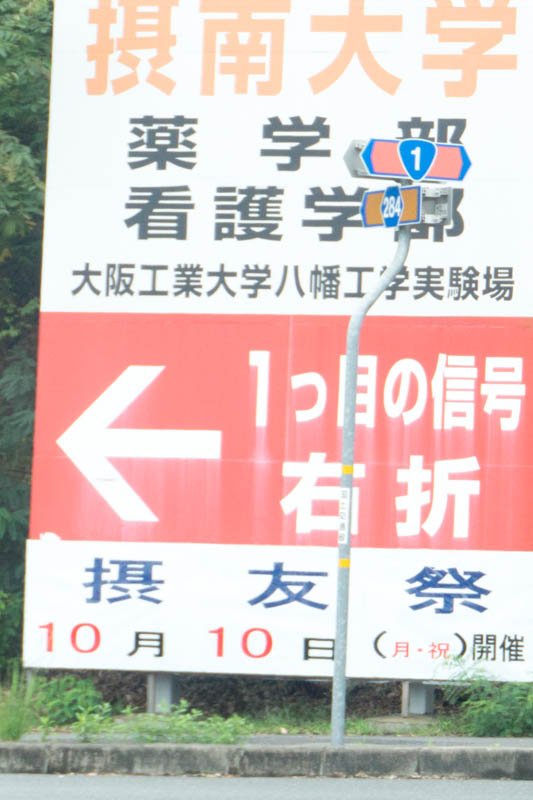 摂南大学
薬学部
1
看護学部
284
大阪工業大学八幡工学実験場
1つ目の信号
右折
摂友祭
10月10日(月・祝)開催